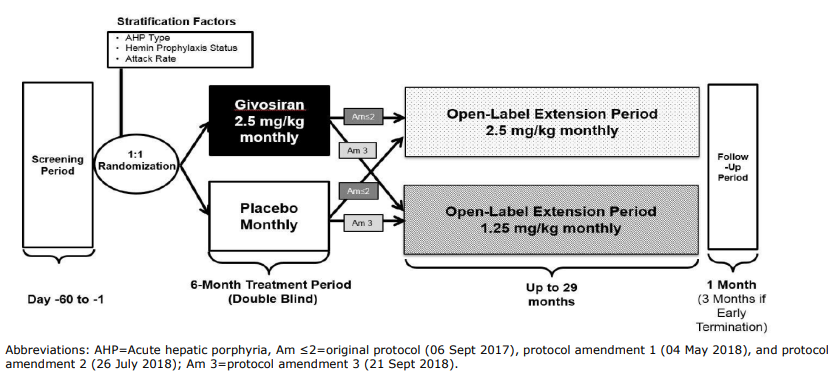 Stratification Factors
• AHP Type
• Hemin Prophylaxis Status
• Attack Rate
Screening
Period
1:1
Randomization
Givosiran
2.5 mg/kg
monthly
Placebo
Monthly
Am≤2
Am 3
Am≤2
Am 3
Open-Label Extension Period
2.5 mg/kg monthly
Open-Label Extension Period
1.25 mg/kg monthly
Follow
-Up
Period
Day -60 to -1
6-Month Treatment Period
(Double Blind)
Up to 29
months
1 Month
(3 Months if
Early
Termination)
Abbreviations: AHP=Acute hepatic porphyria, Am ≤2=original protocol (06 Sept 2017), protocol amendment 1 (04 May 2018), and protocol
amendment 2 (26 July 2018); Am 3=protocol amendment 3 (21 Sept 2018).